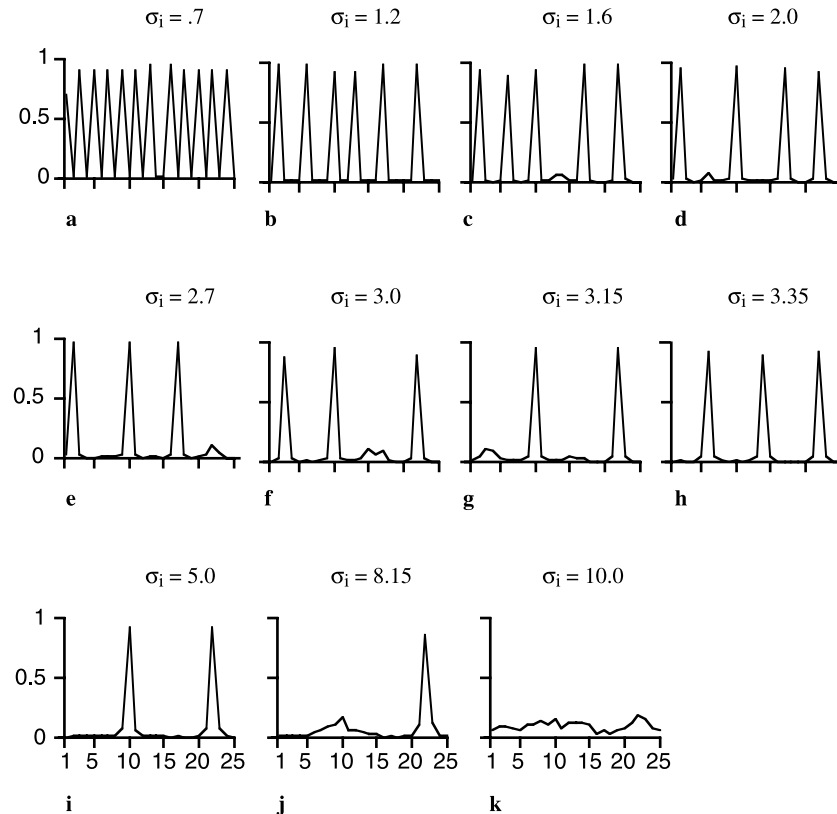 σi = .7
σi = 1.2
σi = 1.6
σi = 2.0
1
0.5
0
a
b
c
d
σi = 2.7
σi = 3.0
σi = 3.15
σi = 3.35
1
0.5
0
e
f
g
h
σi = 5.0
σi = 8.15
σi = 10.0
1
0.5
0
1 5 10 15 20 25
1 5 10 15 20 25
1 5 10 15 20 25
i
j
k